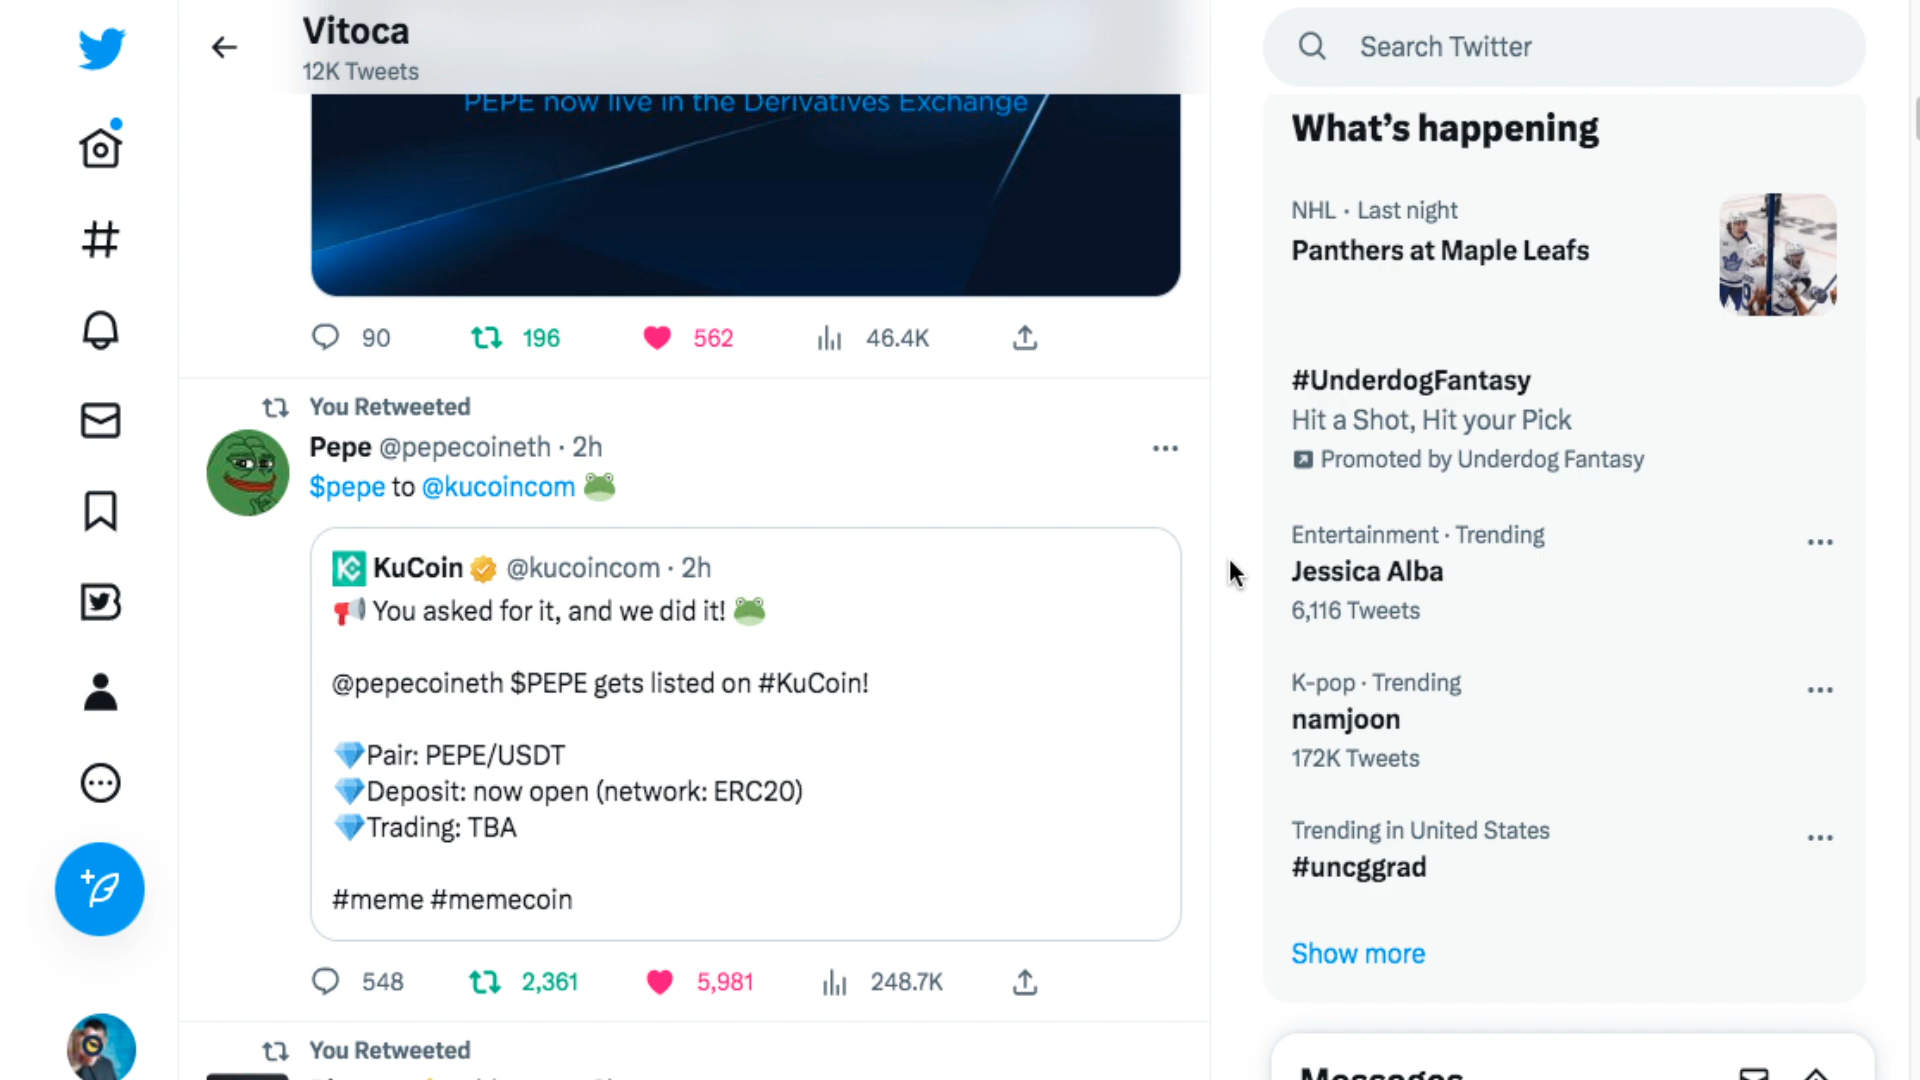 Vitoca
12K Tweets
PEPE now live in the Derivatives Exchange
90 196 562 46.4K
You Retweeted
Pepe @pepecoineth · 2h
$pepe to @kucoincom 🐸
KuCoin @kucoincom · 2h
📢 You asked for it, and we did it! 🐸
@pepecoineth $PEPE gets listed on #KuCoin!
💎Pair: PEPE/USDT
💎Deposit: now open (network: ERC20)
💎Trading: TBA
#meme #memecoin
548 2,361 5,981 248.7K
You Retweeted
Search Twitter
What's happening
NHL · Last night
Panthers at Maple Leafs
#UnderdogFantasy
Hit a Shot, Hit your Pick
Promoted by Underdog Fantasy
Entertainment · Trending
Jessica Alba
6,116 Tweets
K-pop · Trending
namjoon
172K Tweets
Trending in United States
#uncggrad
Show more
Messages